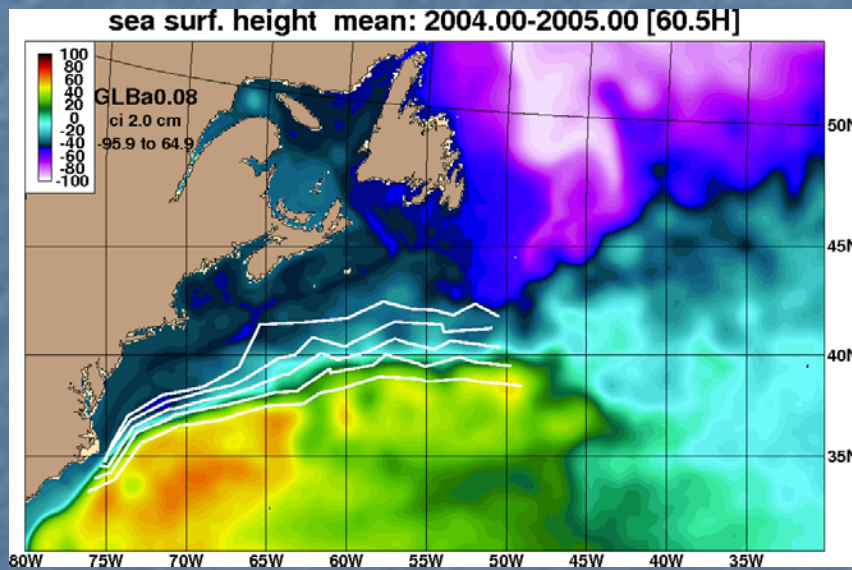 sea surf. height mean: 2004.00-2005.00 [60.5H]
100
80
60
40
20
0
-20
-40
-60
-80
-100
GLBa0.08
ci 2.0 cm
-95.9 to 64.9
50N
45N
40N
35N
80W 75W 70W 65W 60W 55W 50W 45W 40W 35W